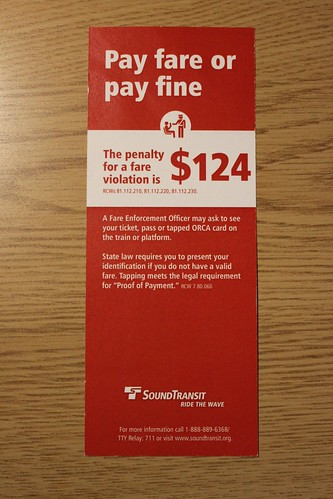 Pay fare or
pay fine
The penalty
for a fare
violation is
$124
RCWs 81.112.210, 81.112.220, 81.112.230.
A Fare Enforcement Officer may ask to see
your ticket, pass or tapped ORCA card on
the train or platform.
State law requires you to present your
identification if you do not have a valid
fare. Tapping meets the legal requirement
for “Proof of Payment.” RCW 7.80.060.
SOUNDTRANSIT
RIDE THE WAVE
For more information call 1-888-889-6368/
TTY Relay: 711 or visit www.soundtransit.org.